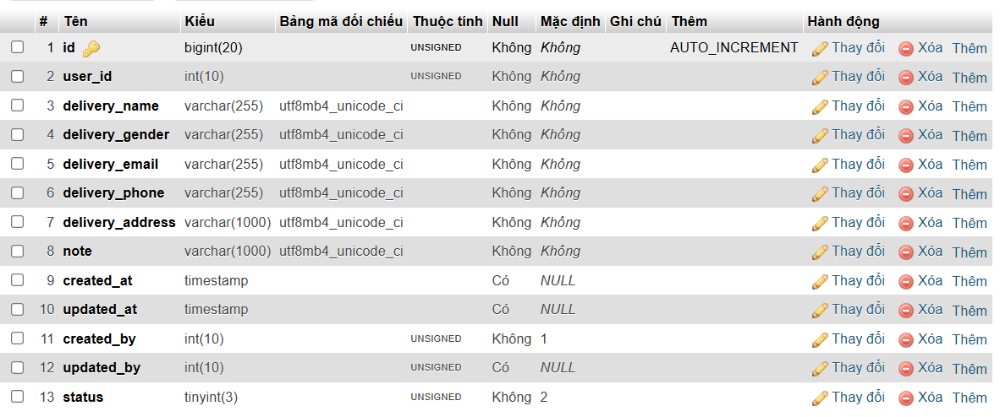 # Tên Kiểu Bảng mã đối chiếu Thuộc tính Null Mặc định Ghi chú Thêm Hành động
1 id bigint(20) UNSIGNED Không Không AUTO_INCREMENT Thay đổi Xóa Thêm
2 user_id int(10) UNSIGNED Không Không Thay đổi Xóa Thêm
3 delivery_name varchar(255) utf8mb4_unicode_ci Không Không Thay đổi Xóa Thêm
4 delivery_gender varchar(255) utf8mb4_unicode_ci Không Không Thay đổi Xóa Thêm
5 delivery_email varchar(255) utf8mb4_unicode_ci Không Không Thay đổi Xóa Thêm
6 delivery_phone varchar(255) utf8mb4_unicode_ci Không Không Thay đổi Xóa Thêm
7 delivery_address varchar(1000) utf8mb4_unicode_ci Không Không Thay đổi Xóa Thêm
8 note varchar(1000) utf8mb4_unicode_ci Không Không Thay đổi Xóa Thêm
9 created_at timestamp Có NULL Thay đổi Xóa Thêm
10 updated_at timestamp Có NULL Thay đổi Xóa Thêm
11 created_by int(10) UNSIGNED Không 1 Thay đổi Xóa Thêm
12 updated_by int(10) UNSIGNED Có NULL Thay đổi Xóa Thêm
13 status tinyint(3) UNSIGNED Không 2 Thay đổi Xóa Thêm